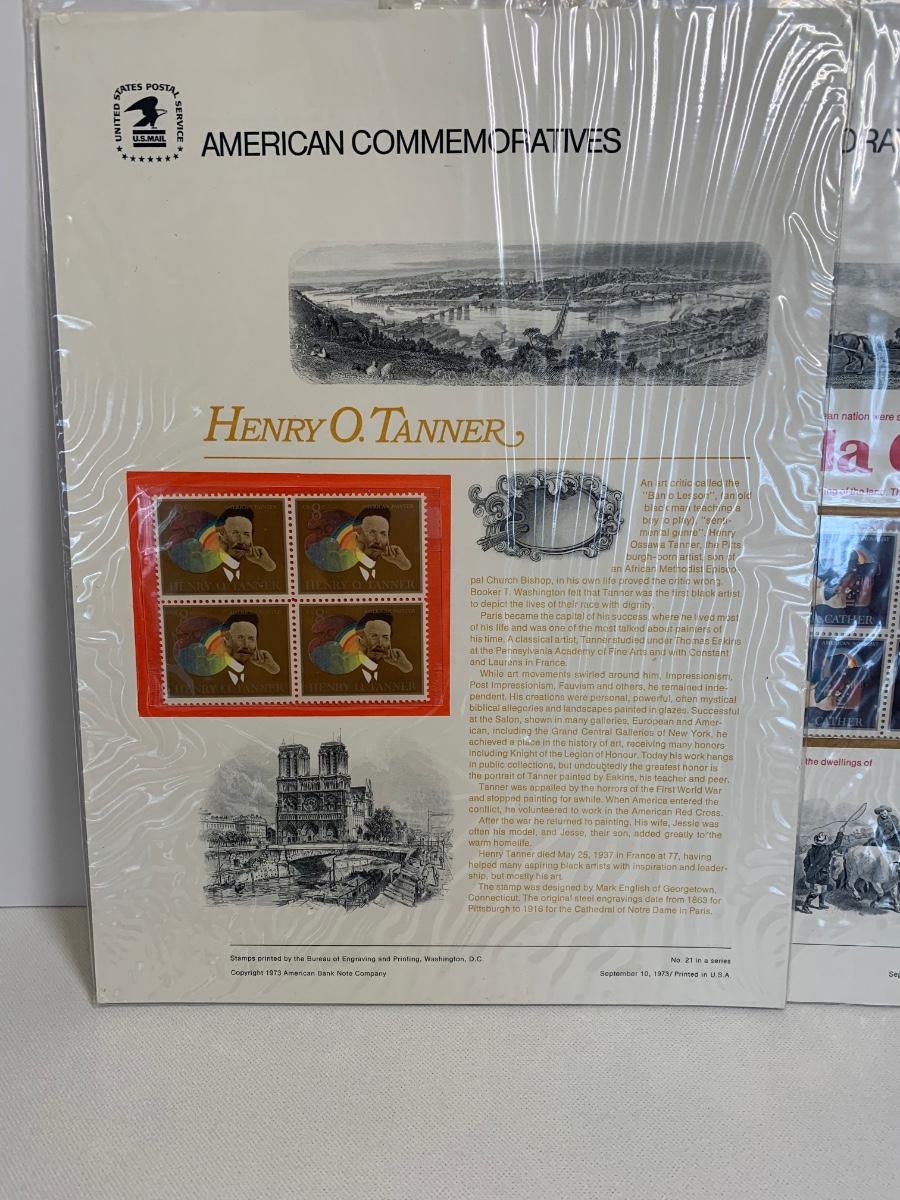 UNITED STATES POSTAL SERVICE
U.S.MAIL
AMERICAN COMMEMORATIVES
HENRY O. TANNER
8c AMERICAN PAINTER
HENRY O. TANNER
US 8c AMERICAN PAINTER
HENRY O. TANNER
HENRY O. TANNER
HENRY O. TANNER
An art critic called the
"Banjo Lesson", (an old
black man teaching a
boy to play), "senti-
mental genre". Henry
Ossawa Tanner, the Pitts
burgh-born artist, son of
an African Methodist Episco-
pal Church Bishop, in his own life proved the critic wrong.
Booker T. Washington felt that Tanner was the first black artist
to depict the lives of their race with dignity.
Paris became the capital of his success, where he lived most
of his life and was one of the most talked about painters of
his time. A classical artist, Tanner studied under Thomas Eakins
at the Pennsylvania Academy of Fine Arts and with Constant
and Laurens in France.
While art movements swirled around him, Impressionism,
Post Impressionism, Fauvism and others, he remained inde-
pendent. His creations were personal, powerful, often mystical
biblical allegories and landscapes painted in glazes. Successful
at the Salon, shown in many galleries, European and Amer-
ican, including the Grand Central Galleries of New York, he
achieved a place in the history of art, receiving many honors
including Knight of the Legion of Honour. Today his work hangs
in public collections, but undoubtedly the greatest honor is
the portrait of Tanner painted by Eakins, his teacher and peer.
Tanner was appalled by the horrors of the First World War
and stopped painting for awhile. When America entered the
conflict, he volunteered to work in the American Red Cross.
After the war he returned to painting. His wife, Jessie was
often his model, and Jesse, their son, added greatly to the
warm homelife.
Henry Tanner died May 25, 1937 in France at 77, having
helped many aspiring black artists with inspiration and leader-
ship, but mostly his art.
The stamp was designed by Mark English of Georgetown,
Connecticut. The original steel engravings date from 1863 for
Pittsburgh to 1916 for the Cathedral of Notre Dame in Paris.
Stamps printed by the Bureau of Engraving and Printing, Washington, D.C.
No. 21 in a series
Copyright 1973 American Bank Note Company
September 10, 1973/ Printed in U.S.A.
ean nation were s
la C
ng of the land. Th
CATHER
CATHER
the dwellings of
Sep